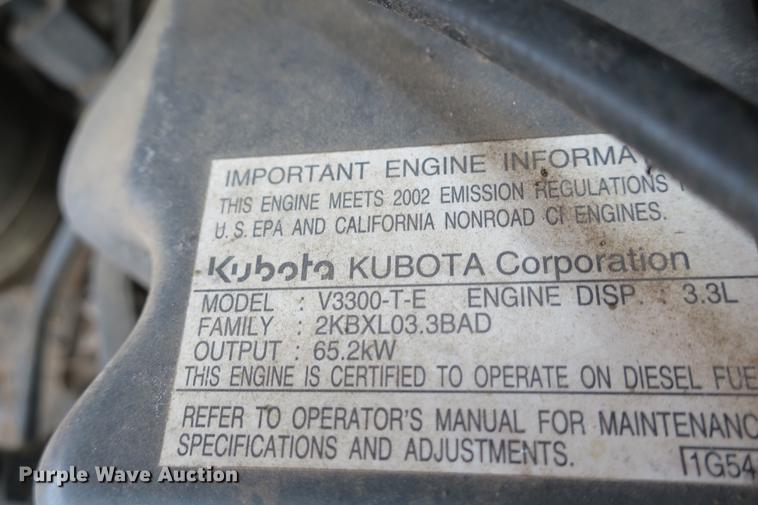 IMPORTANT ENGINE INFORMA
THIS ENGINE MEETS 2002 EMISSION REGULATIONS
U.S. EPA AND CALIFORNIA NONROAD CI ENGINES.
Kubota KUBOTA Corporation
MODEL : V3300-T-E ENGINE DISP. 3.3L
FAMILY : 2KBXL03.3BAD
OUTPUT : 65.2kW
THIS ENGINE IS CERTIFIED TO OPERATE ON DIESEL FUE
REFER TO OPERATOR'S MANUAL FOR MAINTENANC
SPECIFICATIONS AND ADJUSTMENTS.
1G54
Purple Wave Auction